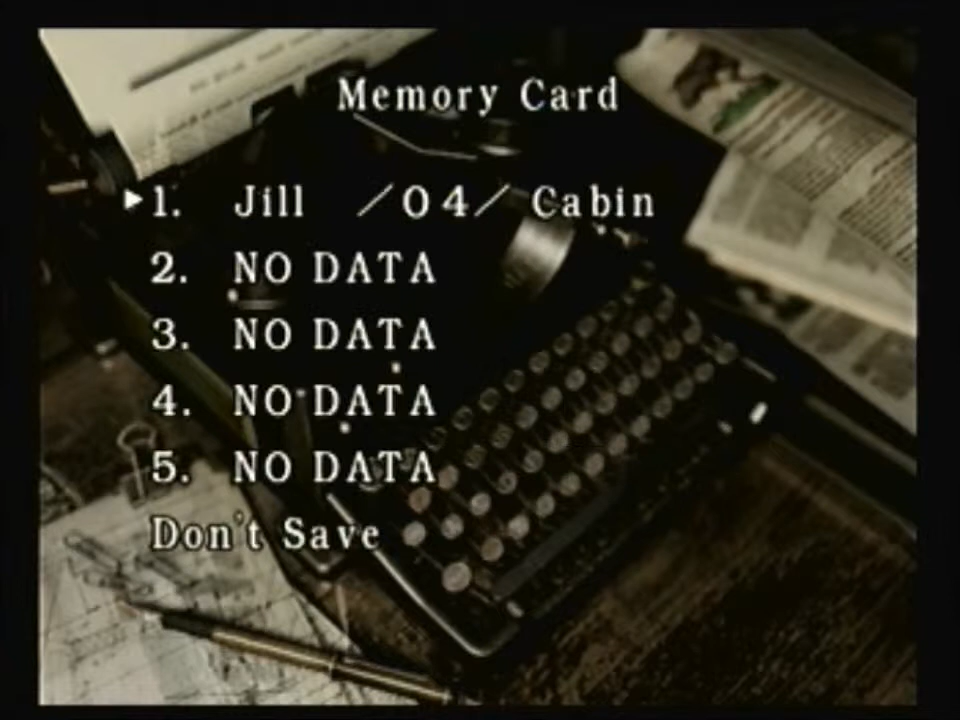 Memory Card
▶1. Jill /04/ Cabin
2. NO DATA
3. NO DATA
4. NO DATA
5. NO DATA
Don't Save